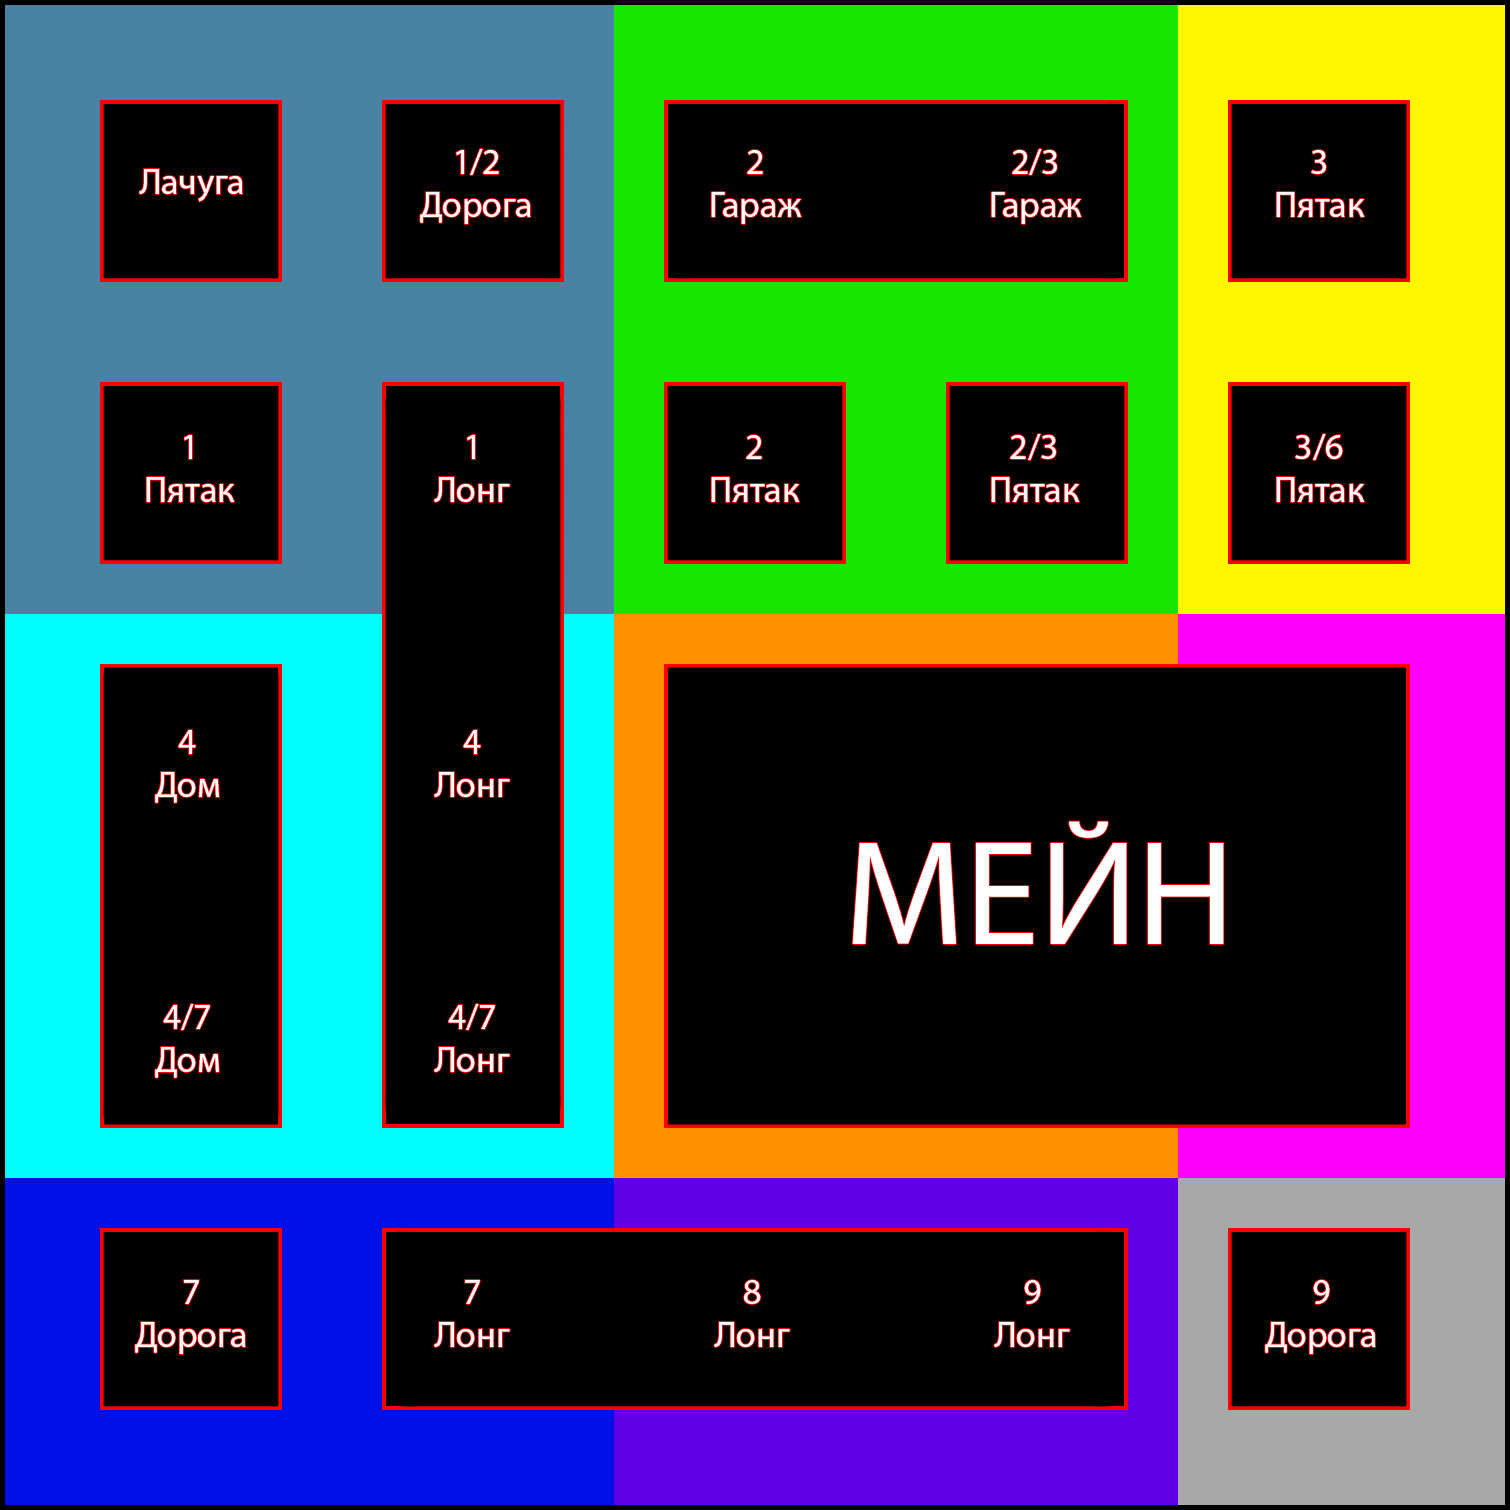 Лачуга
1/2
Дорога
2
Гараж
2/3
Гараж
3
Пятак
1
Пятак
1
Лонг
2
Пятак
2/3
Пятак
3/6
Пятак
4
Дом
4
Лонг
МЕЙН
4/7
Дом
4/7
Лонг
7
Дорога
7
Лонг
8
Лонг
9
Лонг
9
Дорога